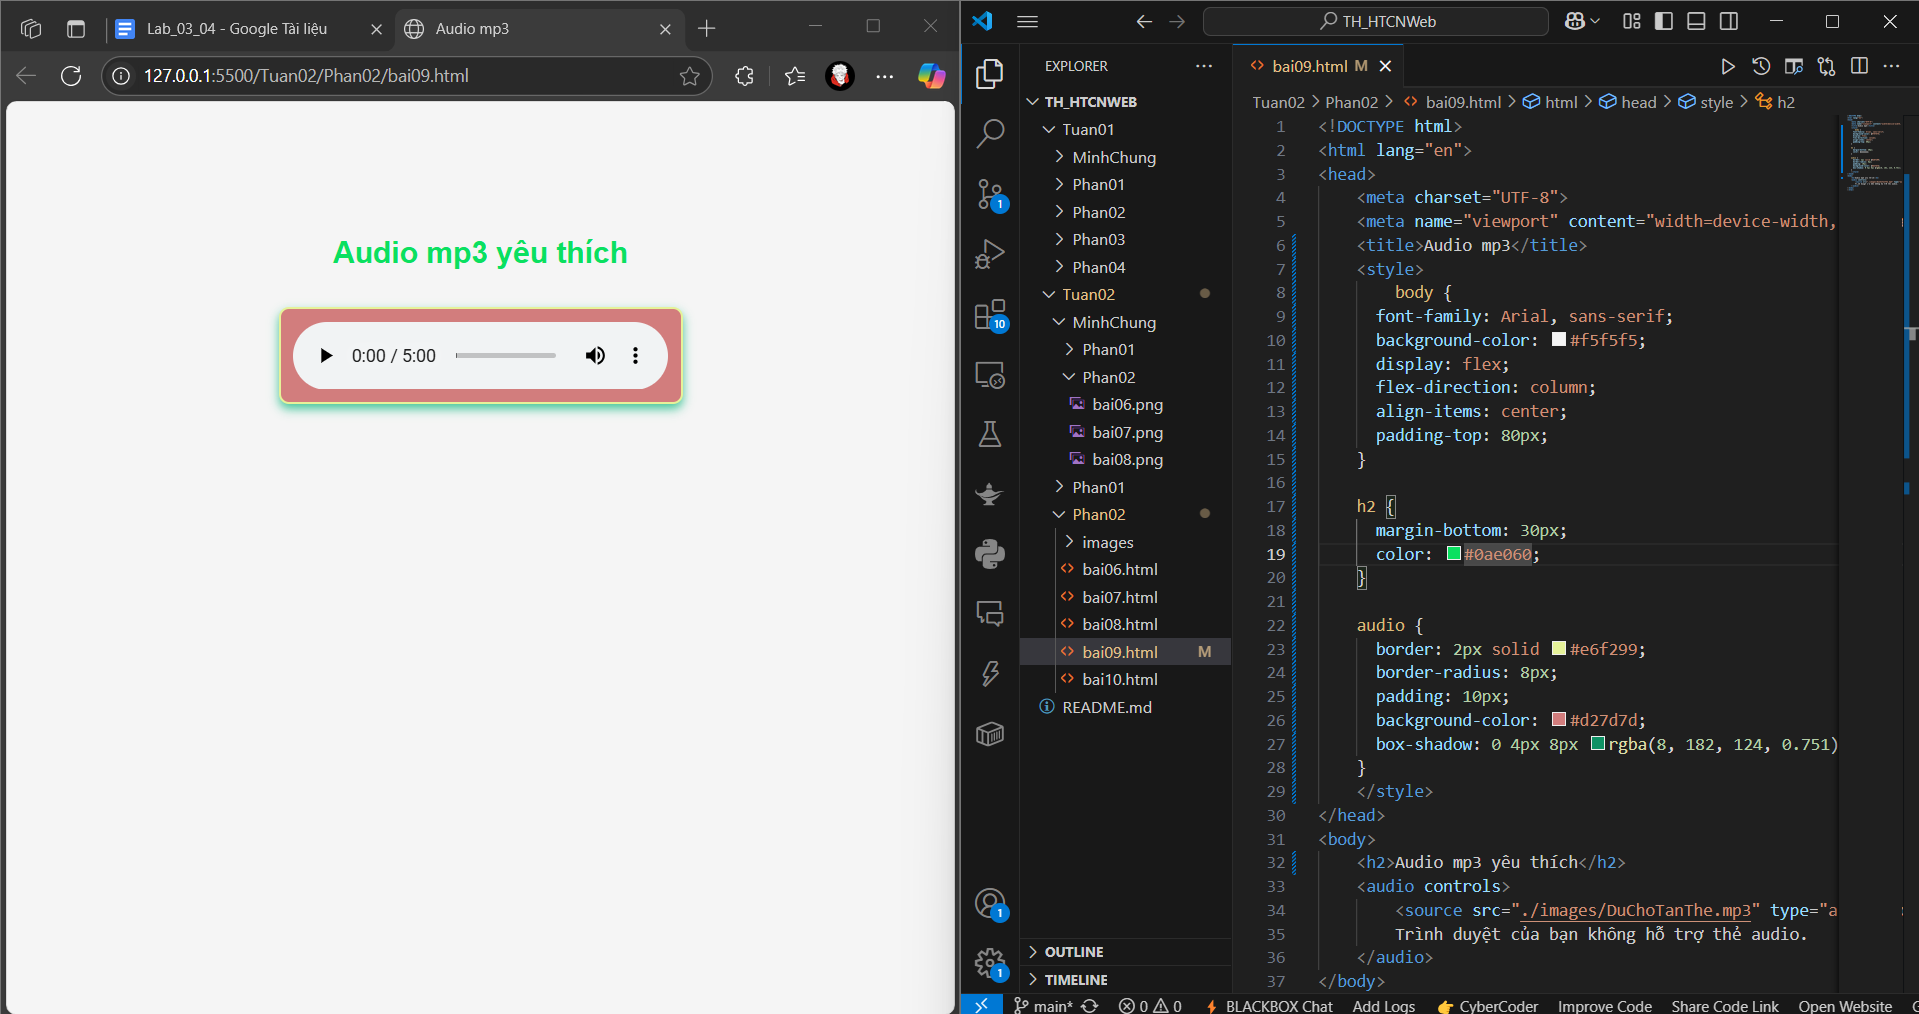 Lab_03_04 - Google Tài liệu
Audio mp3
127.0.0.1:5500/Tuan02/Phan02/bai09.html
Audio mp3 yêu thích
0:00 / 5:00
TH_HTCNWeb
EXPLORER
TH_HTCNWEB
Tuan01
MinhChung
Phan01
Phan02
Phan03
Phan04
Tuan02
MinhChung
Phan01
Phan02
bai06.png
bai07.png
bai08.png
Phan01
Phan02
images
bai06.html
bai07.html
bai08.html
bai09.html M
bai10.html
README.md
OUTLINE
TIMELINE
1
10
1
1
bai09.html M
Tuan02 > Phan02 > bai09.html > html > head > style > h2
1 <!DOCTYPE html>
2 <html lang="en">
3 <head>
4 <meta charset="UTF-8">
5 <meta name="viewport" content="width=device-width,
6 <title>Audio mp3</title>
7 <style>
8 body {
9 font-family: Arial, sans-serif;
10 background-color: #f5f5f5;
11 display: flex;
12 flex-direction: column;
13 align-items: center;
14 padding-top: 80px;
15 }
16
17 h2 {
18 margin-bottom: 30px;
19 color: #0ae060;
20 }
21
22 audio {
23 border: 2px solid #e6f299;
24 border-radius: 8px;
25 padding: 10px;
26 background-color: #d27d7d;
27 box-shadow: 0 4px 8px rgba(8, 182, 124, 0.751)
28 }
29 </style>
30 </head>
31 <body>
32 <h2>Audio mp3 yêu thích</h2>
33 <audio controls>
34 <source src="./images/DuChoTanThe.mp3" type="a
35 Trình duyệt của bạn không hỗ trợ thẻ audio.
36 </audio>
37 </body>
main* 0 0 BLACKBOX Chat Add Logs CyberCoder Improve Code Share Code Link Open Website